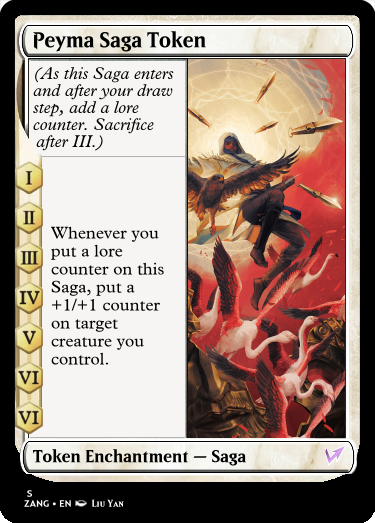 Peyma Saga Token
(As this Saga enters
and after your draw
step, add a lore
counter. Sacrifice
after III.)
I
II
III
IV
V
VI
VI
Whenever you
put a lore
counter on this
Saga, put a
+1/+1 counter
on target
creature you
control.
Token Enchantment — Saga
S
ZANG • EN Liu Yan